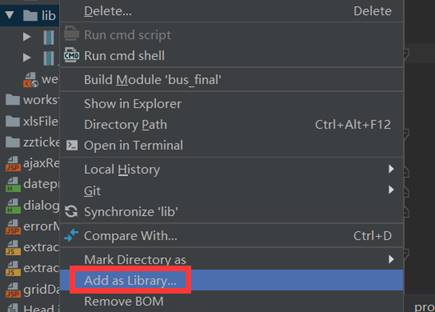 lib
Delete... Delete
Run cmd script
Run cmd shell
Build Module 'bus_final'
we
works
Show in Explorer
xlsFile
Directory Path Ctrl+Alt+F12
zzticke
Open in Terminal
ajaxRe
Local History
datepr
Git
dialog
Synchronize 'lib'
errorM
Compare With... Ctrl+D
extrac
Mark Directory as
extrac
Add as Library...
gridDa
Remove BOM
Head i
pro